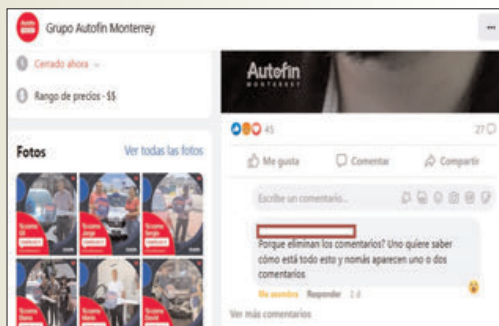 Grupo Autofin Monterrey
Cerrado ahora
Rango de precios · $$
Fotos
Ver todas las fotos
Autofin
MONTERREY
45
27
Me gusta
Comentar
Compartir
Escribe un comentario...
Porque eliminan los comentarios? Uno quiere saber
cómo está todo esto y nomás aparecen uno o dos
comentarios
Me asombra Responder 2 d
Ver más comentarios